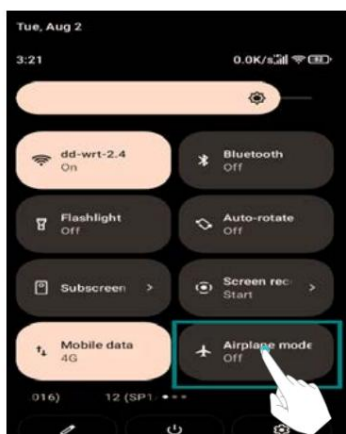 Tue, Aug 2
3:21 0.0K/s 82
dd-wrt-2.4
On
Bluetooth
Off
Flashlight
Off
Auto-rotate
Off
Subscreen >
Screen rec >
Start
Mobile data
4G
Airplane mode
Off
016) 12 (SP1.